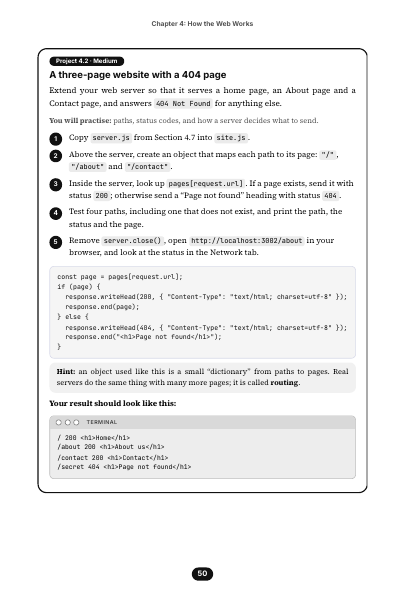 Chapter 4: How the Web Works
Project 4.2 · Medium
A three-page website with a 404 page
Extend your web server so that it serves a home page, an About page and a
Contact page, and answers 404 Not Found for anything else.
You will practise: paths, status codes, and how a server decides what to send.
1 Copy server.js from Section 4.7 into site.js.
2 Above the server, create an object that maps each path to its page: "/",
"/about" and "/contact".
3 Inside the server, look up pages[request.url]. If a page exists, send it with
status 200; otherwise send a “Page not found” heading with status 404.
4 Test four paths, including one that does not exist, and print the path, the
status and the page.
5 Remove server.close(), open http://localhost:3002/about in your
browser, and look at the status in the Network tab.
const page = pages[request.url];
if (page) {
  response.writeHead(200, { "Content-Type": "text/html; charset=utf-8" });
  response.end(page);
} else {
  response.writeHead(404, { "Content-Type": "text/html; charset=utf-8" });
  response.end("<h1>Page not found</h1>");
}
Hint: an object used like this is a small “dictionary” from paths to pages. Real
servers do the same thing with many more pages; it is called routing.
Your result should look like this:
TERMINAL
/ 200 <h1>Home</h1>
/about 200 <h1>About us</h1>
/contact 200 <h1>Contact</h1>
/secret 404 <h1>Page not found</h1>
50